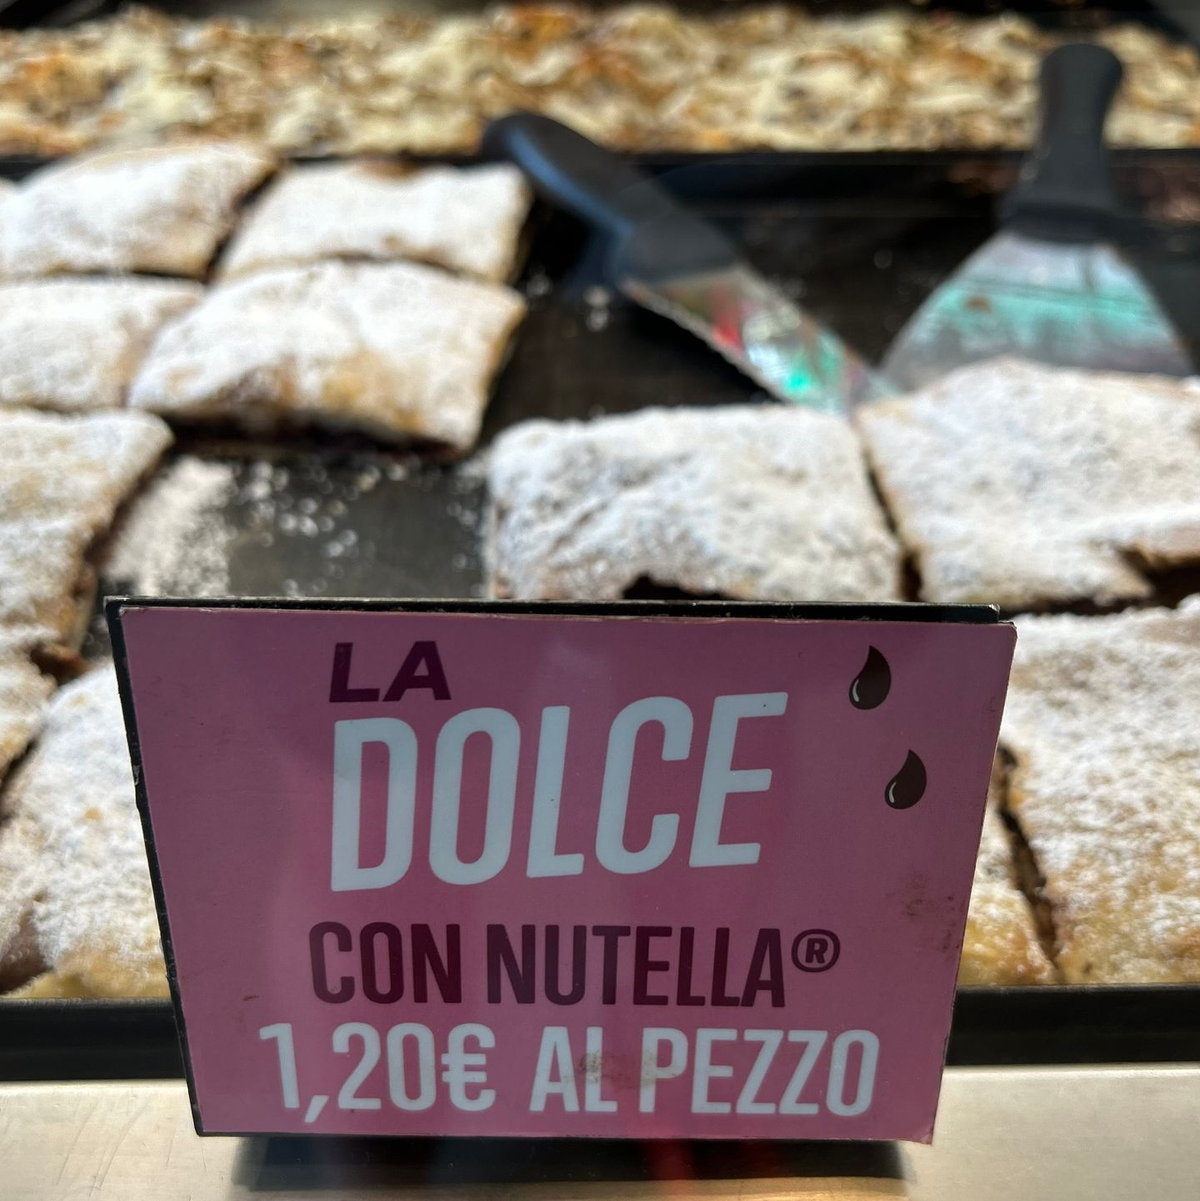 LA
DOLCE
CON NUTELLA®
1,20€ AL PEZZO